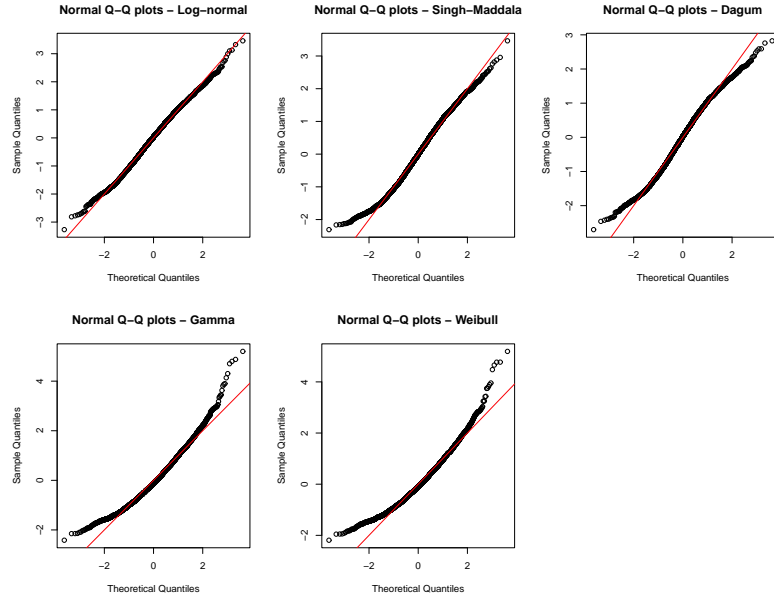 Normal Q−Q plots − Log−normal
Sample Quantiles
−3 −2 −1 0 1 2 3
−2 0 2
Theoretical Quantiles
Normal Q−Q plots − Singh−Maddala
Sample Quantiles
−2 −1 0 1 2 3
−2 0 2
Theoretical Quantiles
Normal Q−Q plots − Dagum
Sample Quantiles
−2 −1 0 1 2 3
−2 0 2
Theoretical Quantiles
Normal Q−Q plots − Gamma
Sample Quantiles
−2 0 2 4
−2 0 2
Theoretical Quantiles
Normal Q−Q plots − Weibull
Sample Quantiles
−2 0 2 4
−2 0 2
Theoretical Quantiles